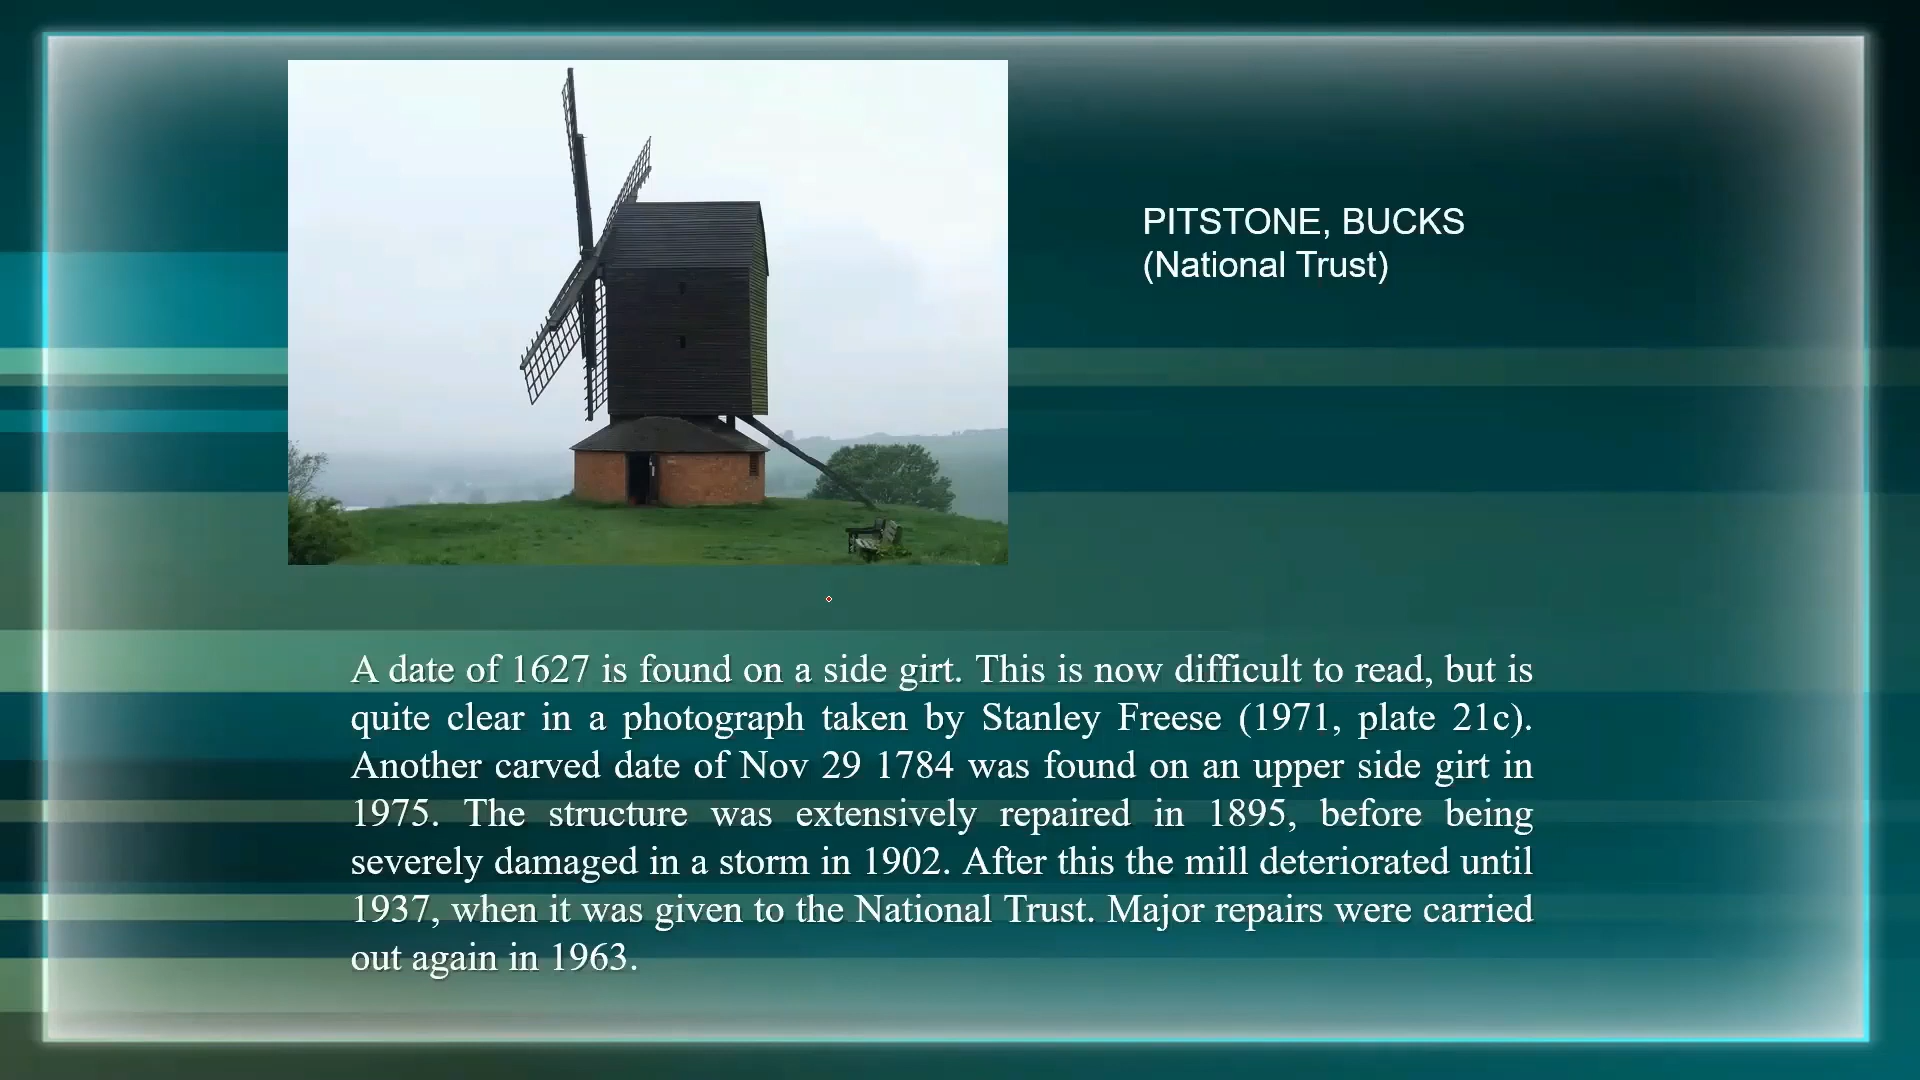 PITSTONE, BUCKS
(National Trust)
A date of 1627 is found on a side girt. This is now difficult to read, but is
quite clear in a photograph taken by Stanley Freese (1971, plate 21c).
Another carved date of Nov 29 1784 was found on an upper side girt in
1975. The structure was extensively repaired in 1895, before being
severely damaged in a storm in 1902. After this the mill deteriorated until
1937, when it was given to the National Trust. Major repairs were carried
out again in 1963.